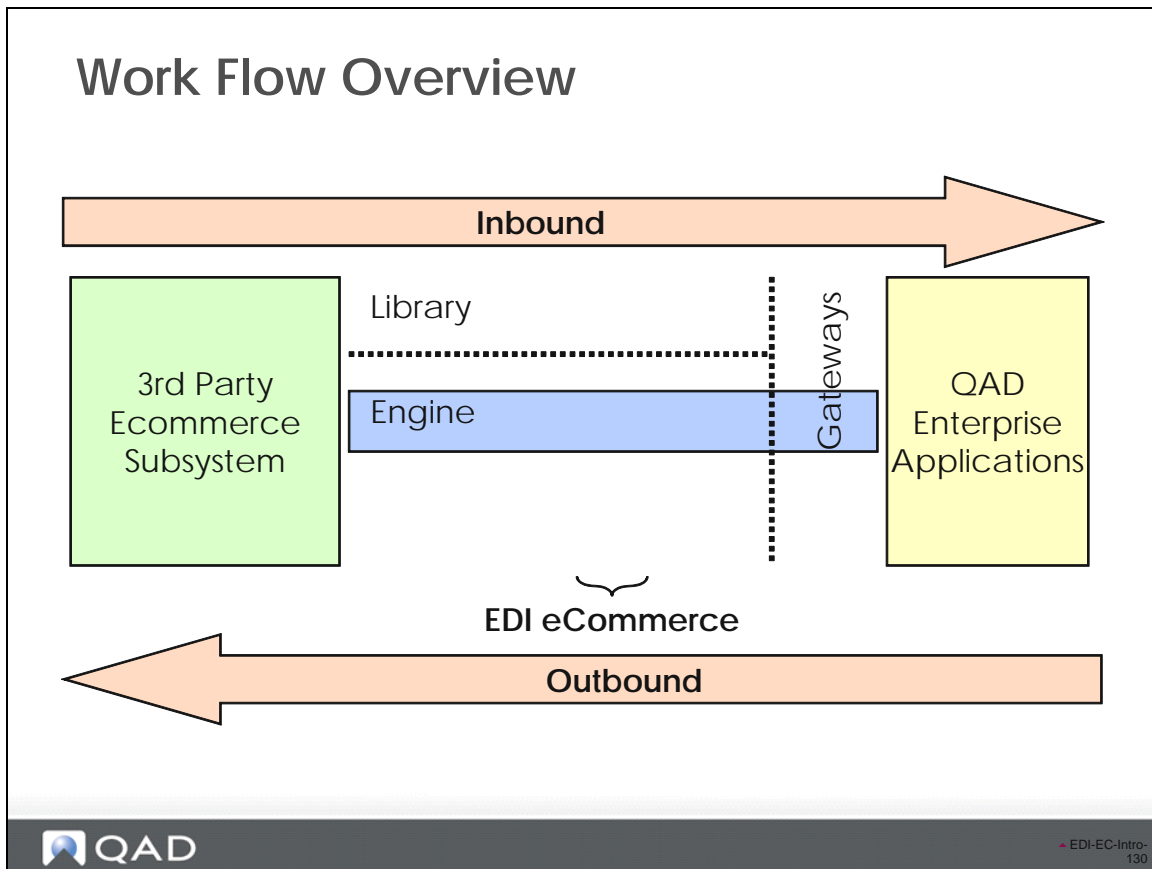 Work Flow Overview
Inbound
Library
Gateways
3rd Party
Ecommerce
Subsystem
Engine
QAD
Enterprise
Applications
EDI eCommerce
Outbound
QAD
EDI-EC-Intro-
130